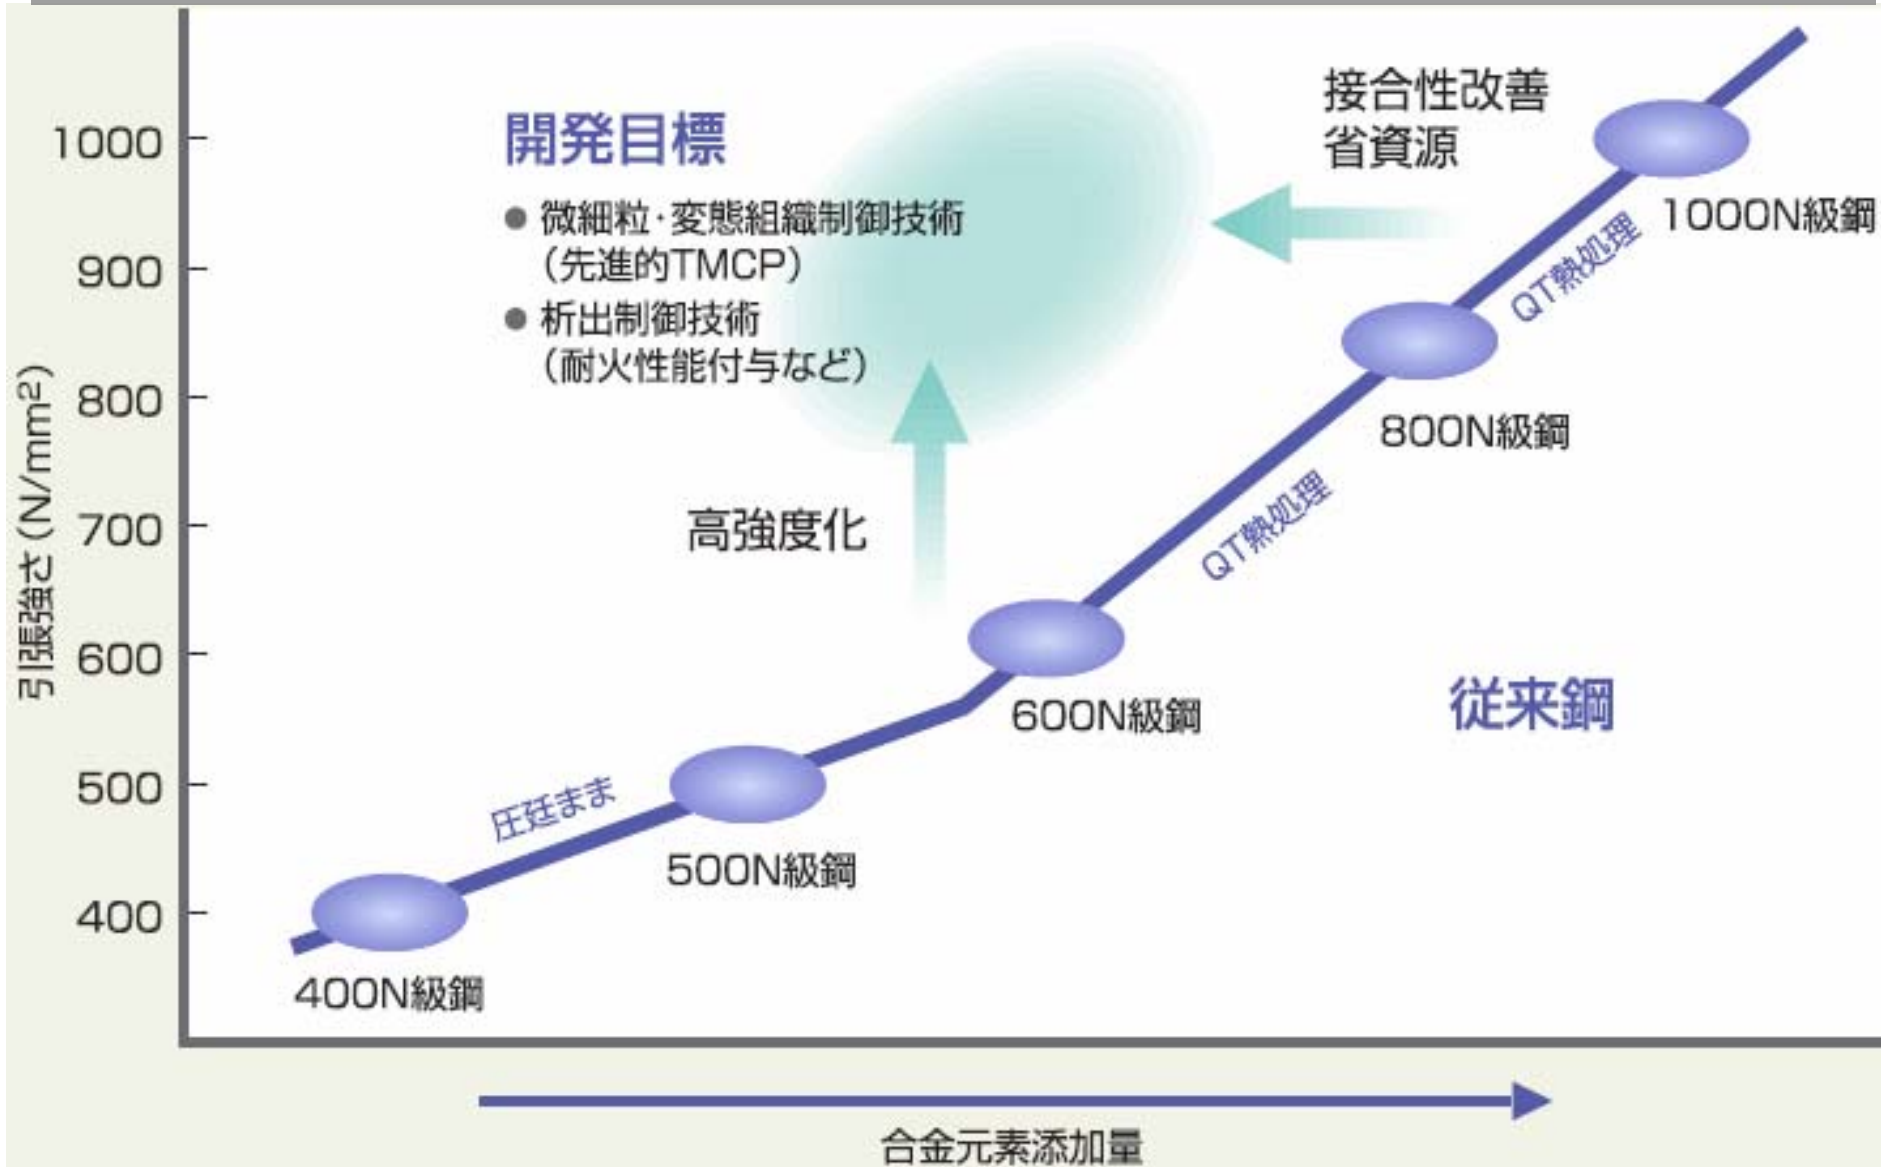 引張強さ (N/mm²)
1000
900
800
700
600
500
400
開発目標
● 微細粒・変態組織制御技術
(先進的TMCP)
● 析出制御技術
(耐火性能付与など)
接合性改善
省資源
高強度化
1000N級鋼
QT熱処理
800N級鋼
QT熱処理
600N級鋼
従来鋼
圧廷まま
500N級鋼
400N級鋼
合金元素添加量